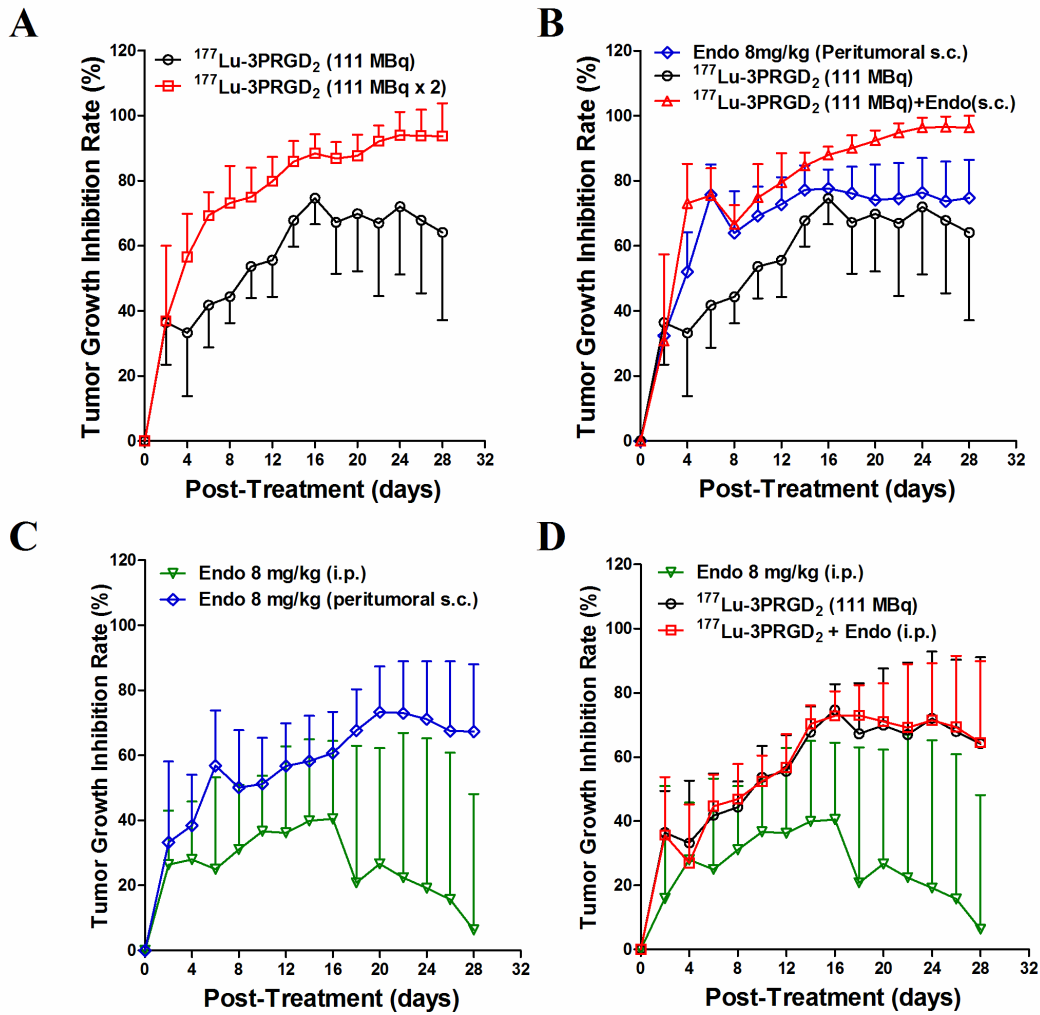 A
Tumor Growth Inhibition Rate (%)
120
100
80
60
40
20
0
¹⁷⁷Lu-3PRGD₂ (111 MBq)
¹⁷⁷Lu-3PRGD₂ (111 MBq x 2)
0 4 8 12 16 20 24 28 32
Post-Treatment (days)
B
Tumor Growth Inhibition Rate (%)
120
100
80
60
40
20
0
Endo 8mg/kg (Peritumoral s.c.)
¹⁷⁷Lu-3PRGD₂ (111 MBq)
¹⁷⁷Lu-3PRGD₂ (111 MBq)+Endo(s.c.)
0 4 8 12 16 20 24 28 32
Post-Treatment (days)
C
Tumor Growth Inhibition Rate (%)
120
100
80
60
40
20
0
Endo 8 mg/kg (i.p.)
Endo 8 mg/kg (peritumoral s.c.)
0 4 8 12 16 20 24 28 32
Post-Treatment (days)
D
Tumor Growth Inhibition Rate (%)
120
100
80
60
40
20
0
Endo 8 mg/kg (i.p.)
¹⁷⁷Lu-3PRGD₂ (111 MBq)
¹⁷⁷Lu-3PRGD₂ + Endo (i.p.)
0 4 8 12 16 20 24 28 32
Post-Treatment (days)